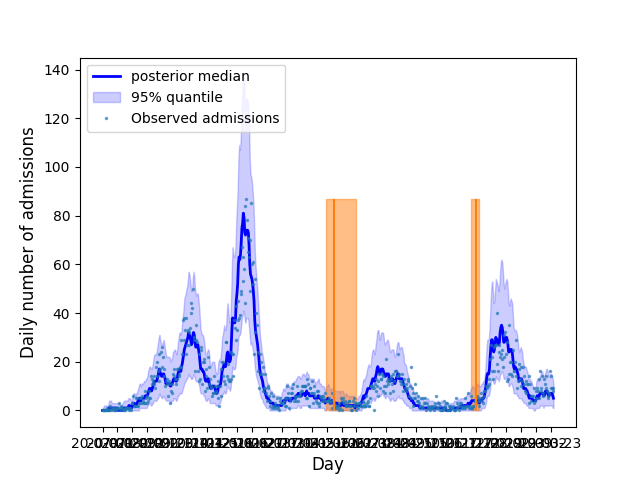 posterior median
95% quantile
Observed admissions
Daily number of admissions
140
120
100
80
60
40
20
0
Day